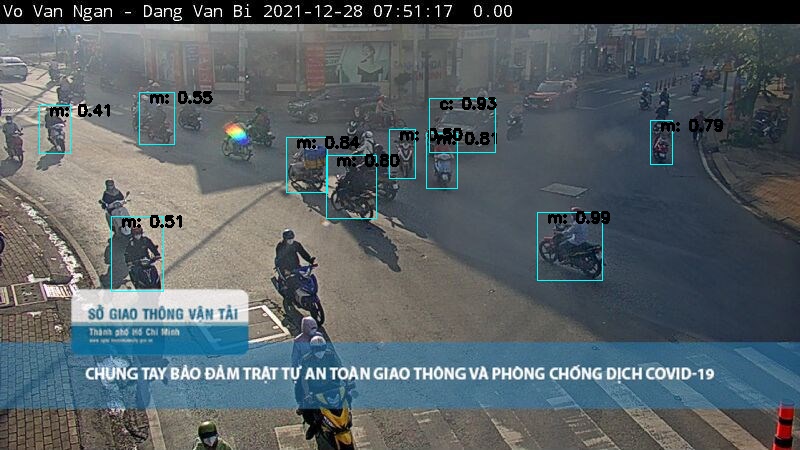 Vo Van Ngan - Dang Van Bi 2021-12-28 07:51:17  0.00
m: 0.41
m: 0.55
c: 0.93
m: 0.84
m: 0.80
m: 0.81
m: 0.79
m: 0.51
m: 0.99
SỞ GIAO THÔNG VẬN TẢI
Thành phố Hồ Chí Minh
CHUNG TAY BẢO ĐẢM TRẬT TỰ AN TOÀN GIAO THÔNG VÀ PHÒNG CHỐNG DỊCH COVID-19